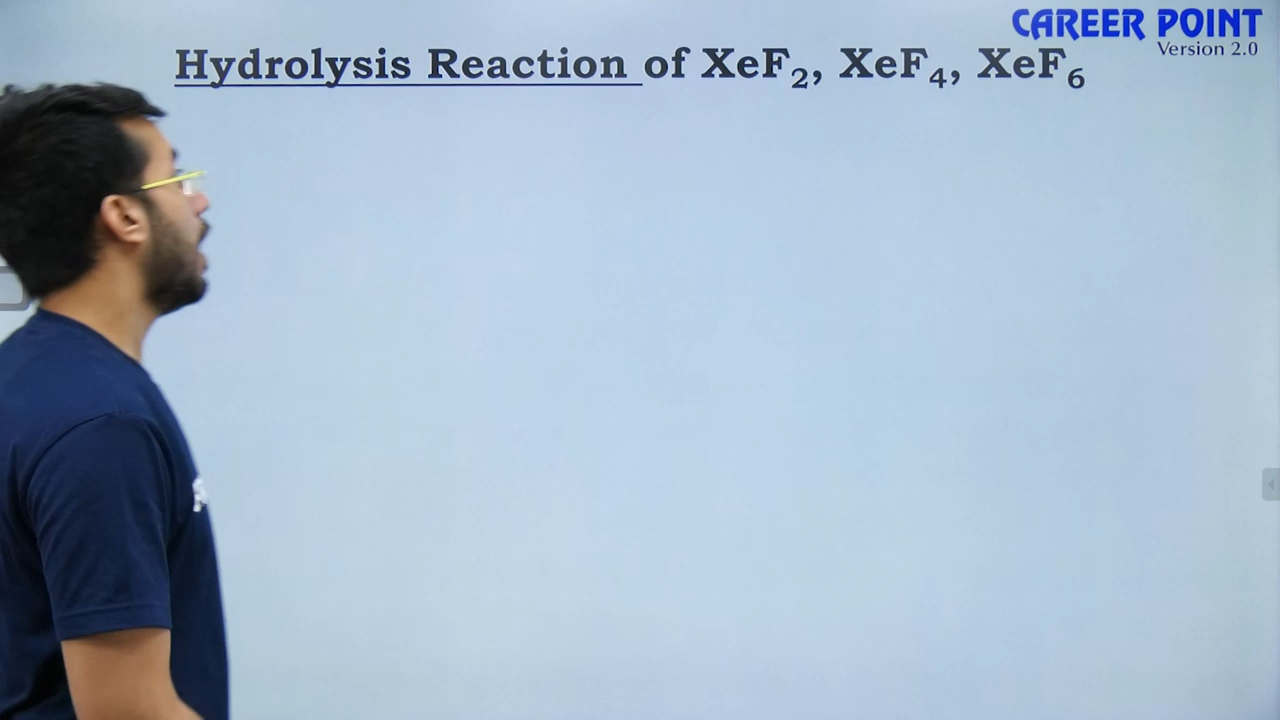 CAREER POINT
Version 2.0
Hydrolysis Reaction of XeF₂, XeF₄, XeF₆